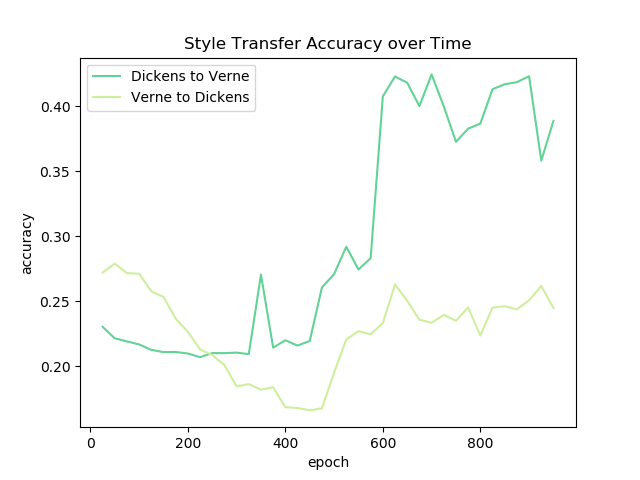 Style Transfer Accuracy over Time
Dickens to Verne
Verne to Dickens
0.40
0.35
0.30
0.25
0.20
accuracy
0 200 400 600 800
epoch